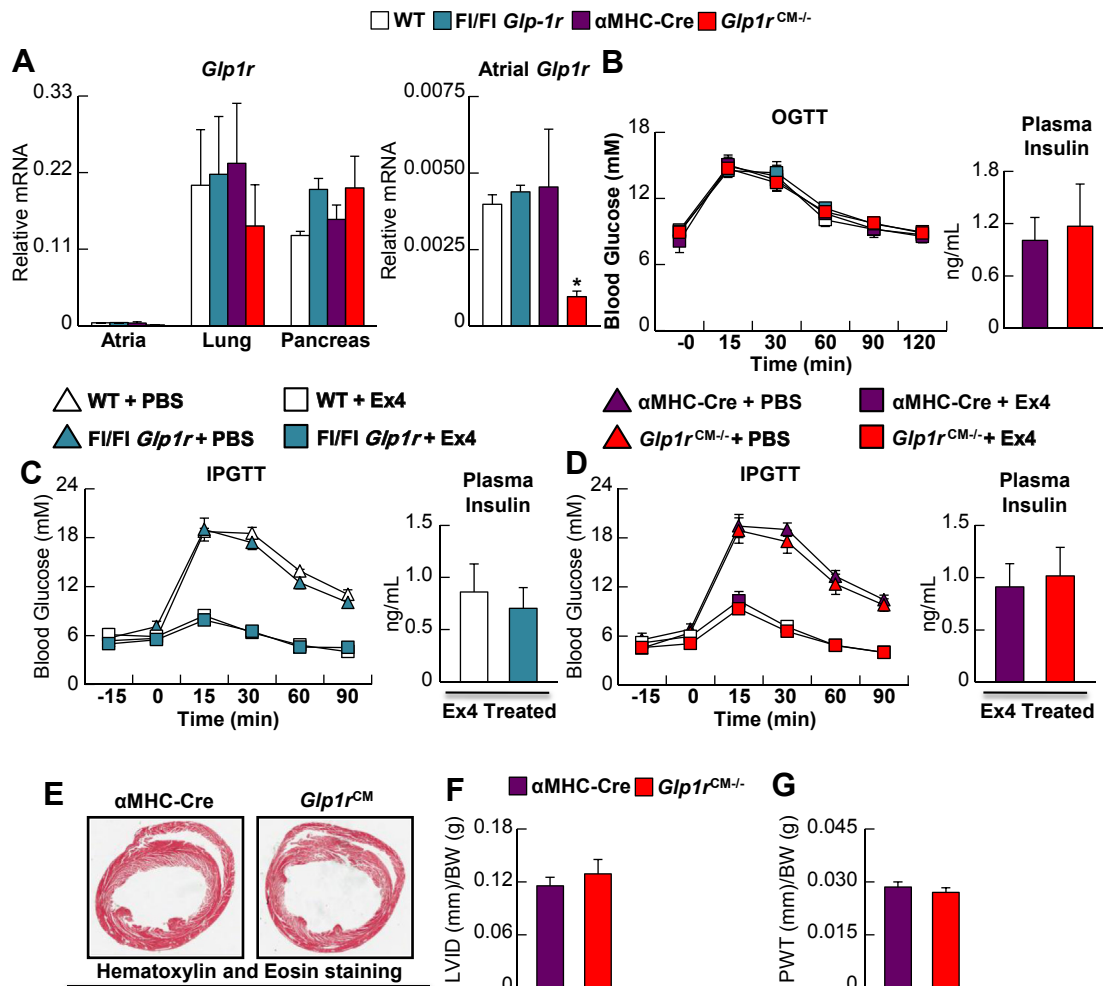 WT Fl/Fl Glp-1r αMHC-Cre Glp1r CM-/-
A
Glp1r
Relative mRNA
0.33
0.22
0.11
0
Atria Lung Pancreas
Atrial Glp1r
Relative mRNA
0.0075
0.0050
0.0025
0
*
B
OGTT
Blood Glucose (mM)
18
12
6
0
-0 15 30 60 90 120
Time (min)
Plasma
Insulin
ng/mL
1.8
1.2
0.6
0
WT + PBS WT + Ex4
Fl/Fl Glp1r + PBS Fl/Fl Glp1r + Ex4
αMHC-Cre + PBS αMHC-Cre + Ex4
Glp1r CM-/- + PBS Glp1r CM-/- + Ex4
C
IPGTT
Blood Glucose (mM)
24
18
12
6
0
-15 0 15 30 60 90
Time (min)
Plasma
Insulin
ng/mL
1.5
1.0
0.5
0
Ex4 Treated
D
IPGTT
Blood Glucose (mM)
24
18
12
6
0
-15 0 15 30 60 90
Time (min)
Plasma
Insulin
ng/mL
1.5
1.0
0.5
0
Ex4 Treated
E
αMHC-Cre Glp1r CM
Hematoxylin and Eosin staining
F
αMHC-Cre Glp1r CM-/-
LVID (mm)/BW (g)
0.18
0.12
0.06
0
G
PWT (mm)/BW (g)
0.045
0.030
0.015
0